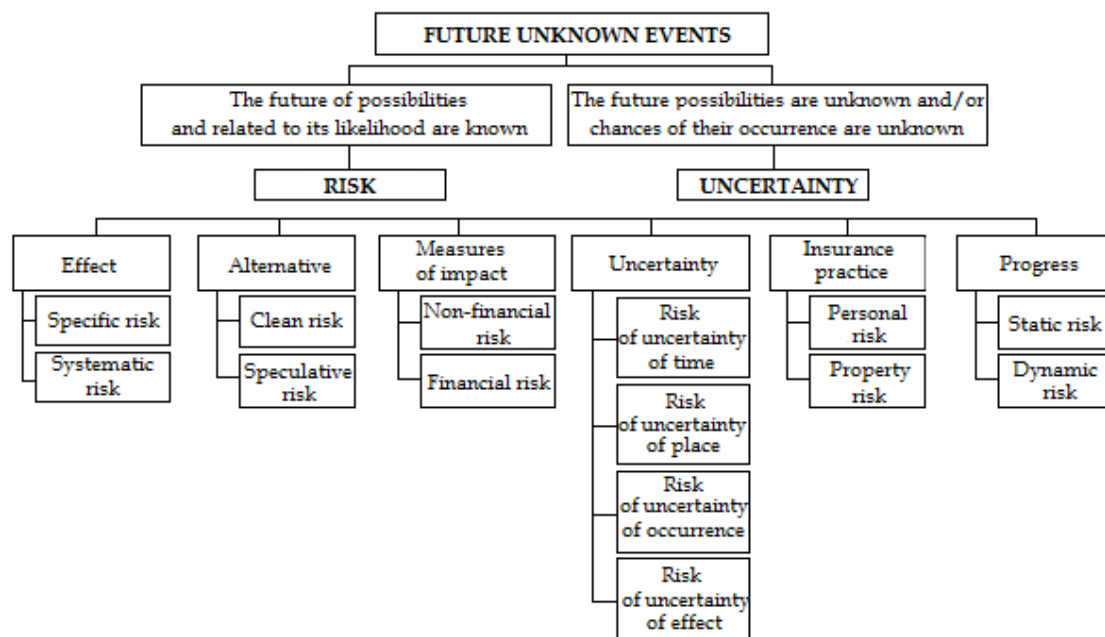 FUTURE UNKNOWN EVENTS
The future of possibilities
and related to its likelihood are known
The future possibilities are unknown and/or
chances of their occurrence are unknown
RISK
UNCERTAINTY
Effect
Specific risk
Systematic
risk
Alternative
Clean risk
Speculative
risk
Measures
of impact
Non-financial
risk
Financial risk
Uncertainty
Risk
of uncertainty
of time
Risk
of uncertainty
of place
Risk
of uncertainty
of occurrence
Risk
of uncertainty
of effect
Insurance
practice
Personal
risk
Property
risk
Progress
Static risk
Dynamic
risk